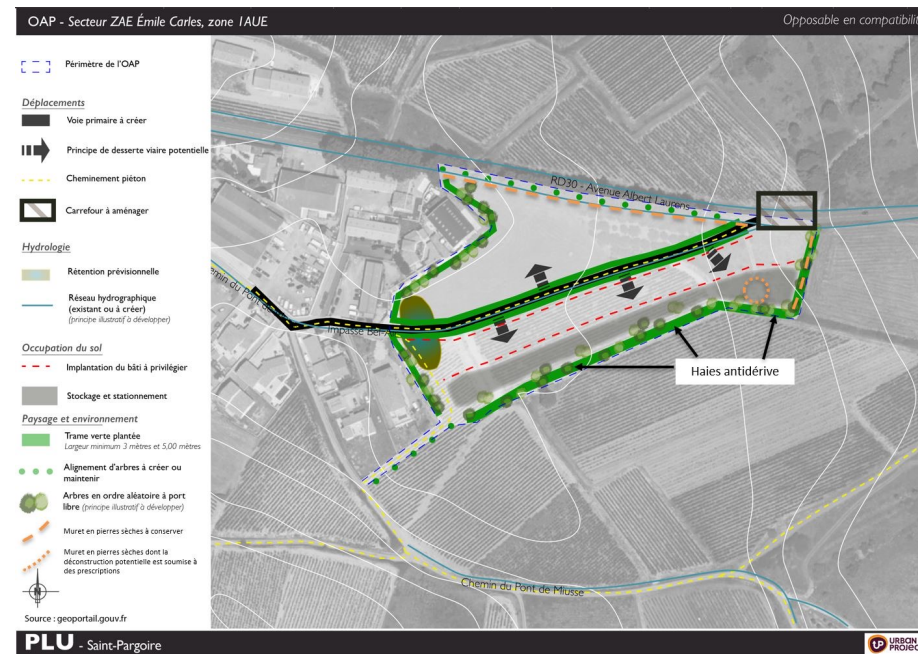 OAP - Secteur ZAE Émile Carles, zone 1AUE
Opposable en compatibilit
Périmètre de l'OAP
Déplacements
Voie primaire à créer
Principe de desserte viaire potentielle
Cheminement piéton
Carrefour à aménager
Hydrologie
Rétention prévisionnelle
Réseau hydrographique
(existant ou à créer)
(principe illustratif à développer)
Occupation du sol
Implantation du bâti à privilégier
Stockage et stationnement
Paysage et environnement
Trame verte plantée
Largeur minimum 3 mètres et 5,00 mètres
Alignement d'arbres à créer ou
maintenir
Arbres en ordre aléatoire à port
libre (principe illustratif à développer)
Muret en pierres sèches à conserver
Muret en pierres sèches dont la
déconstruction potentielle est soumise à
des prescriptions
Source : geoportail.gouv.fr
RD30 - Avenue Albert Laurens
emin du Pont de
Impasse Bel A
Haies antidérive
Chemin du Pont de Miusse
PLU - Saint-Pargoire
UP URBAN
PROJE